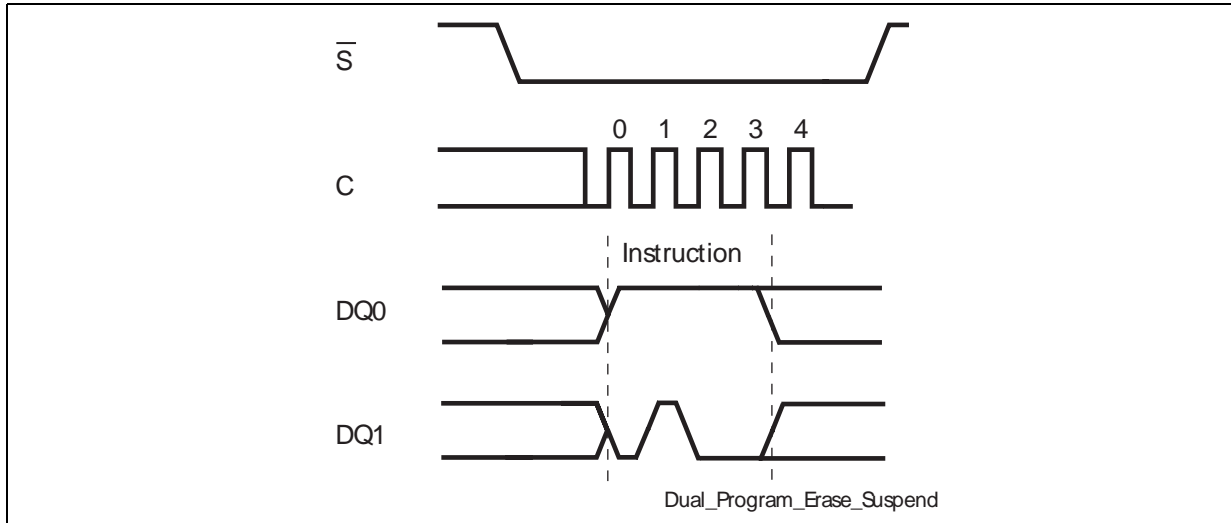 S̅
0 1 2 3 4
C
Instruction
DQ0
DQ1
Dual_Program_Erase_Suspend